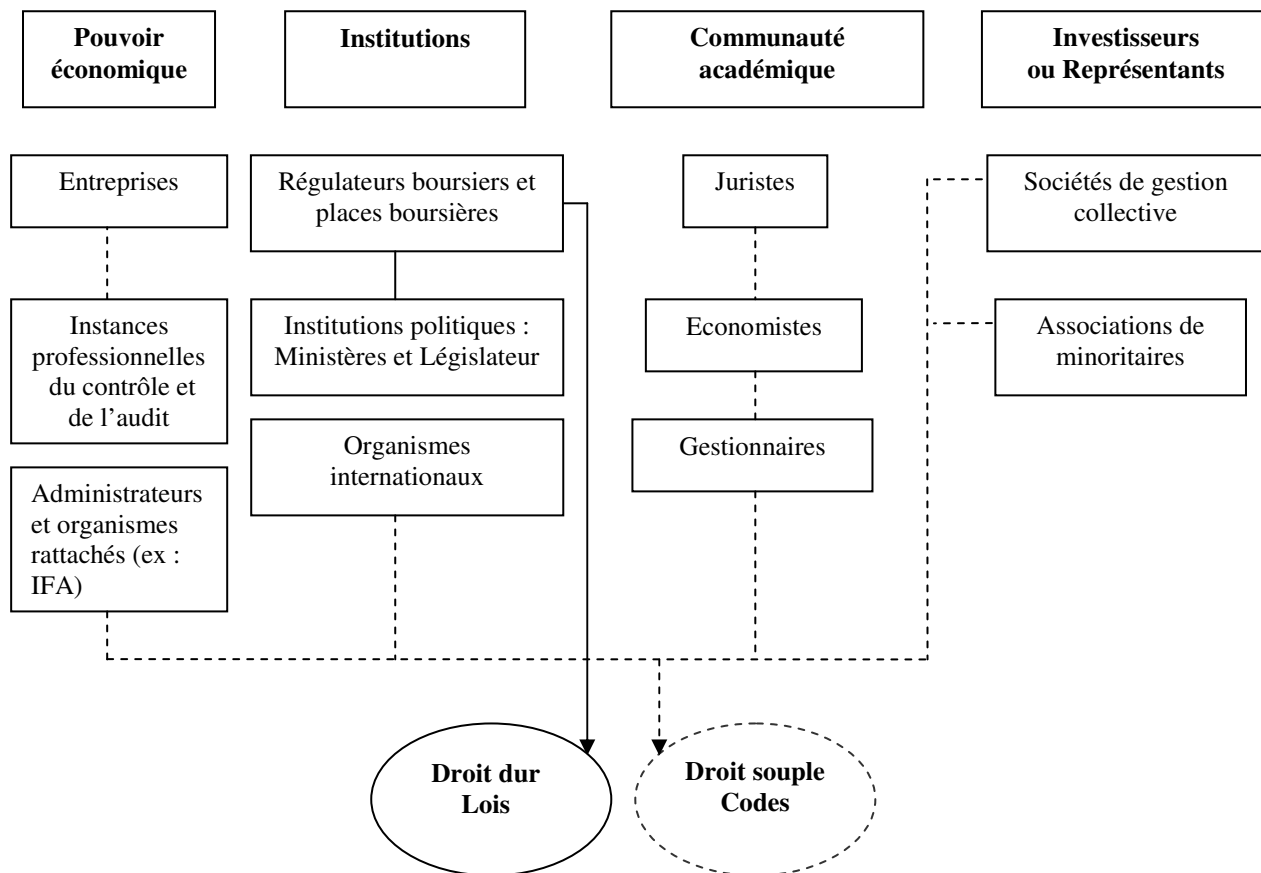 Pouvoir
économique
Institutions
Communauté
académique
Investisseurs
ou Représentants
Entreprises
Instances
professionnelles
du contrôle et
de l’audit
Administrateurs
et organismes
rattachés (ex :
IFA)
Régulateurs boursiers et
places boursières
Institutions politiques :
Ministères et Législateur
Organismes
internationaux
Juristes
Economistes
Gestionnaires
Sociétés de gestion
collective
Associations de
minoritaires
Droit dur
Lois
Droit souple
Codes